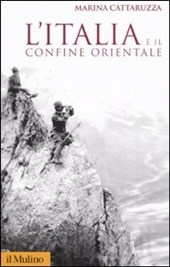 MARINA CATTARUZZA
L'ITALIA
E IL
CONFINE ORIENTALE
il Mulino